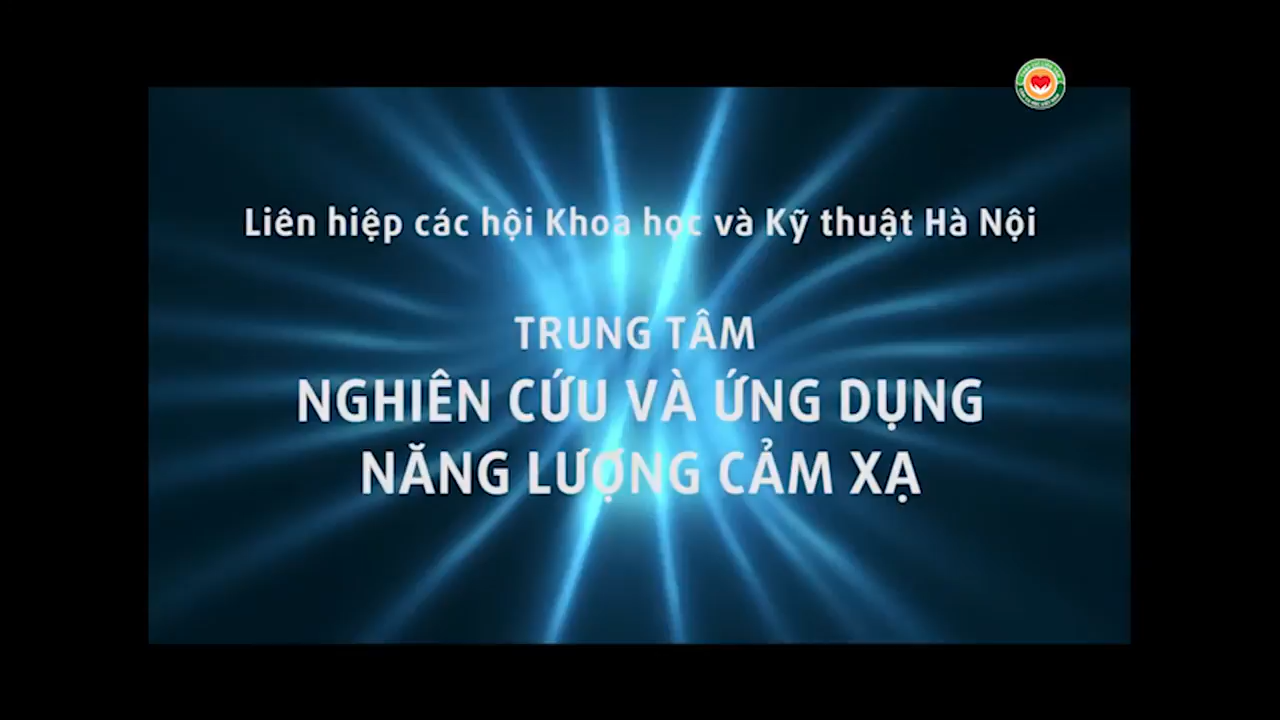 Liên hiệp các hội Khoa học và Kỹ thuật Hà Nội
TRUNG TÂM
NGHIÊN CỨU VÀ ỨNG DỤNG
NĂNG LƯỢNG CẢM XẠ